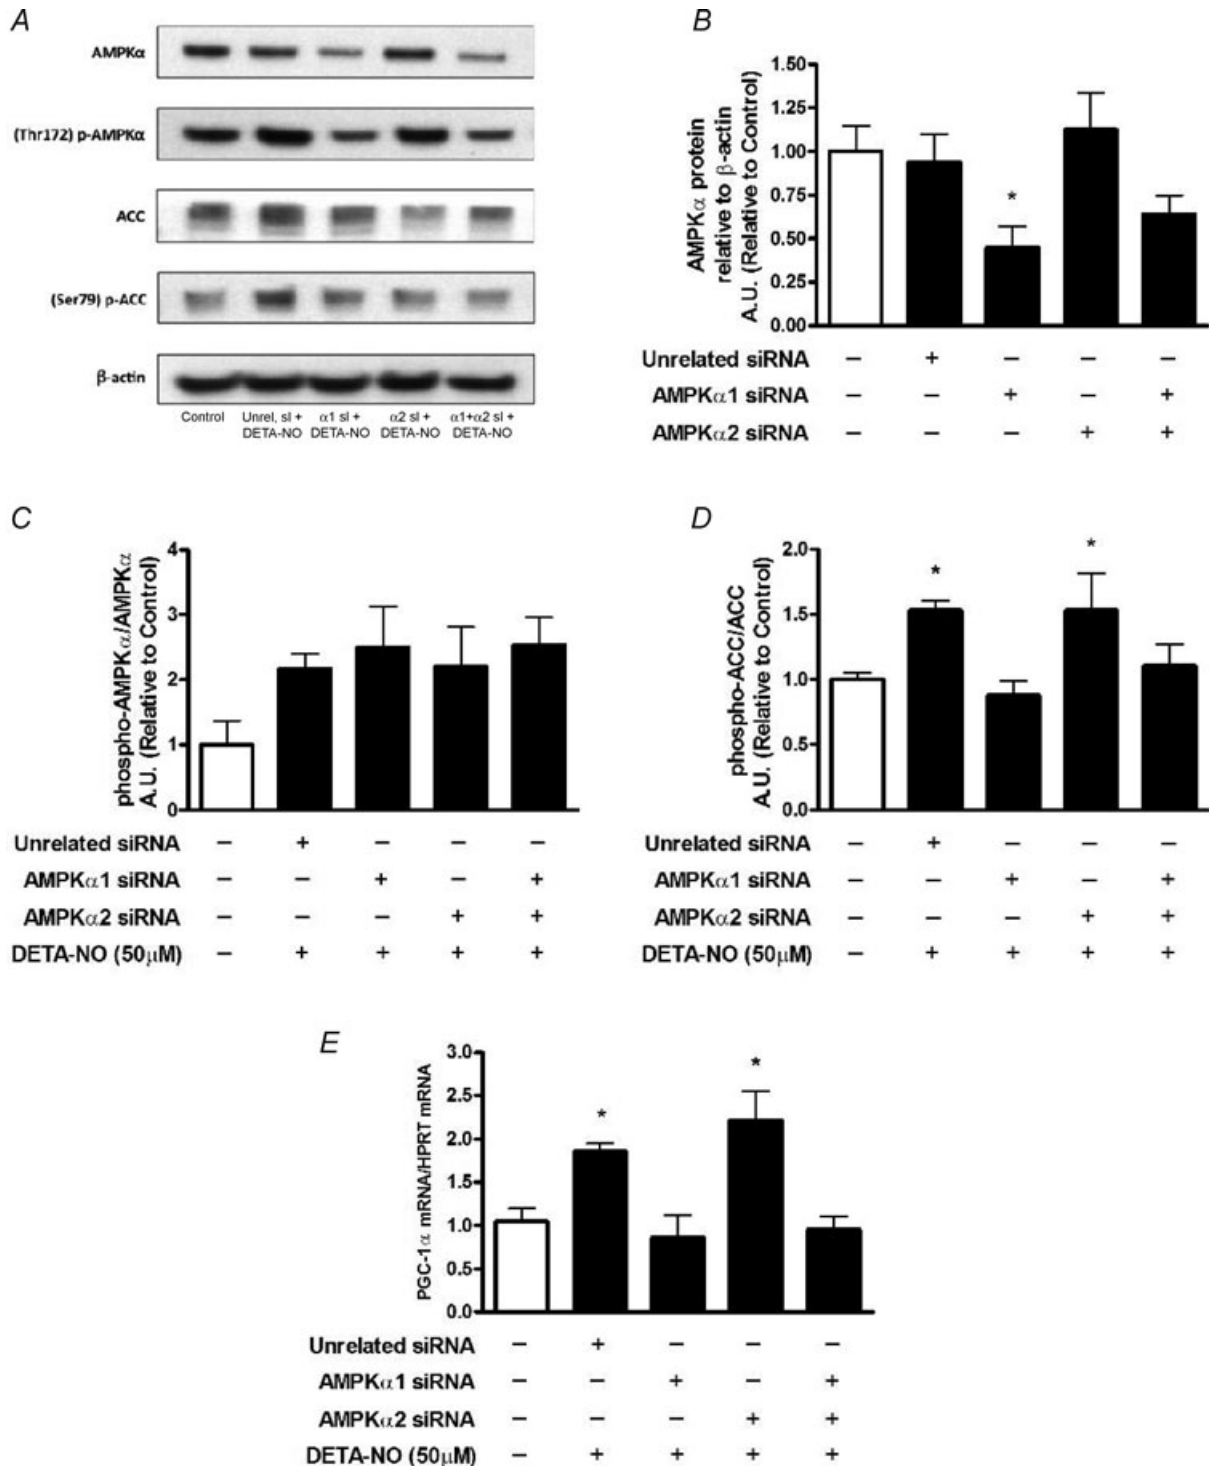 A
AMPKα
(Thr172) p-AMPKα
ACC
(Ser79) p-ACC
β-actin
Control Unrel, sI + DETA-NO α1 sI + DETA-NO α2 sI + DETA-NO α1+α2 sI + DETA-NO
B
AMPKα protein
relative to β-actin
A.U. (Relative to Control)
1.50
1.25
1.00
0.75
0.50
0.25
0.00
*
Unrelated siRNA – + – – –
AMPKα1 siRNA – – + – +
AMPKα2 siRNA – – – + +
C
phospho-AMPKα/AMPKα
A.U. (Relative to Control)
4
3
2
1
0
Unrelated siRNA – + – – –
AMPKα1 siRNA – – + – +
AMPKα2 siRNA – – – + +
DETA-NO (50μM) – + + + +
D
phospho-ACC/ACC
A.U. (Relative to Control)
2.0
1.5
1.0
0.5
0.0
* *
Unrelated siRNA – + – – –
AMPKα1 siRNA – – + – +
AMPKα2 siRNA – – – + +
DETA-NO (50μM) – + + + +
E
PGC-1α mRNA/HPRT mRNA
3.0
2.5
2.0
1.5
1.0
0.5
0.0
* *
Unrelated siRNA – + – – –
AMPKα1 siRNA – – + – +
AMPKα2 siRNA – – – + +
DETA-NO (50μM) – + + + +